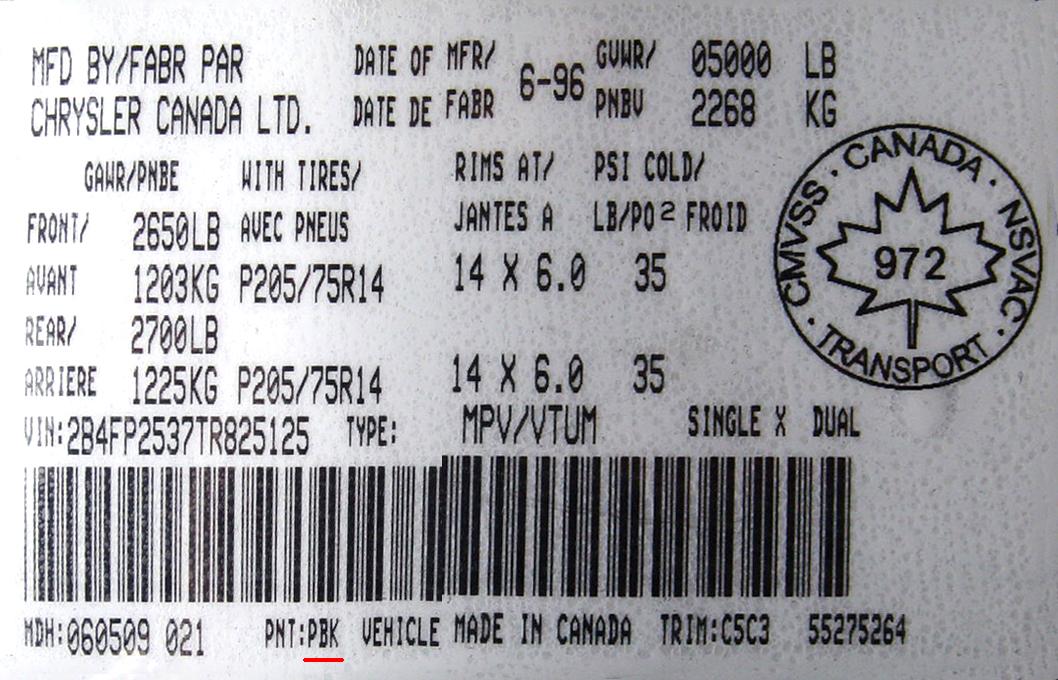 MFD BY/FABR PAR DATE OF MFR/ 6-96 GVWR/ 05000 LB
CHRYSLER CANADA LTD. DATE DE FABR PNBV 2268 KG
GAWR/PNBE WITH TIRES/ RIMS AT/ PSI COLD/
FRONT/ 2650LB AVEC PNEUS JANTES A LB/PO² FROID
AVANT 1203KG P205/75R14 14 X 6.0 35
REAR/ 2700LB
ARRIERE 1225KG P205/75R14 14 X 6.0 35
CANADA · NSVAC · TRANSPORT · CMVSS ·
972
VIN:2B4FP2537TR825125 TYPE: MPV/VTUM SINGLE X DUAL
MDH:060509 021 PNT:PBK VEHICLE MADE IN CANADA TRIM:C5C3 55275264